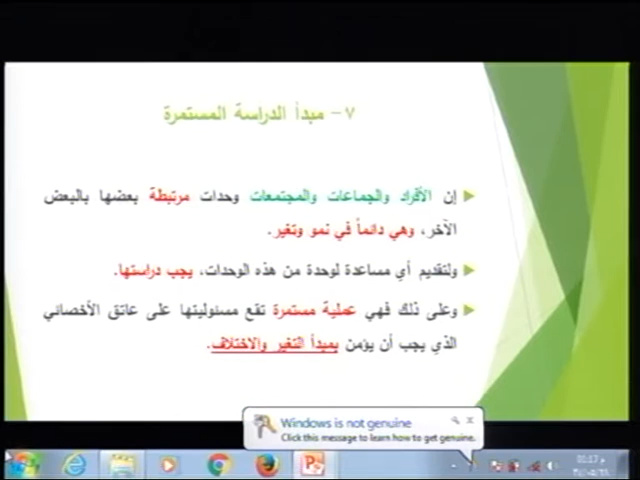 ٧- مبدأ الدراسة المستمرة
إن الأفراد والجماعات والمجتمعات وحدات مرتبطة بعضها بالبعض
الآخر، وهي دائماً في نمو وتغير.
ولتقديم أي مساعدة لوحدة من هذه الوحدات، يجب دراستها.
وعلى ذلك فهي عملية مستمرة تقع مسئوليتها على عاتق الأخصائي
الذي يجب أن يؤمن بمبدأ التغير والاختلاف.
Windows is not genuine
Click this message to learn how to get genuine.